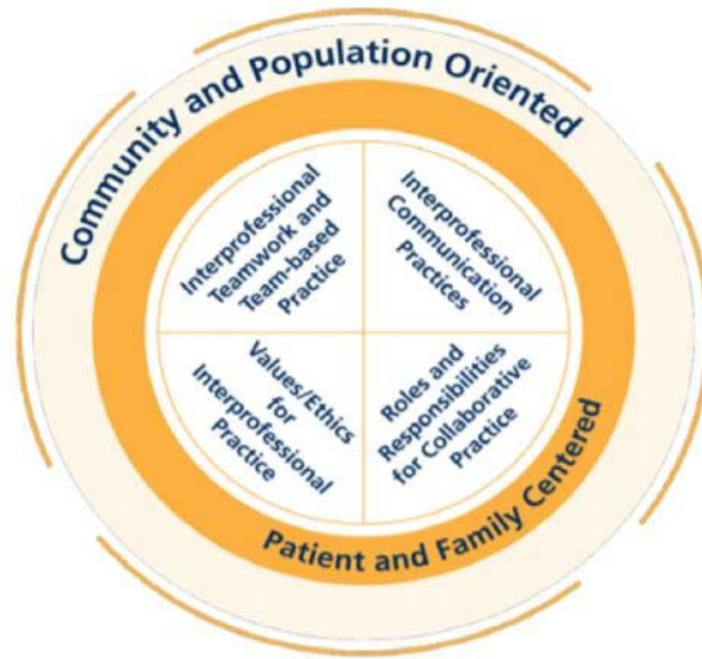 Community and Population Oriented
Interprofessional
Teamwork and
Team-based
Practice
Interprofessional
Communication
Practices
Values/Ethics
for
Interprofessional
Practice
Roles and
Responsibilities
for Collaborative
Practice
Patient and Family Centered